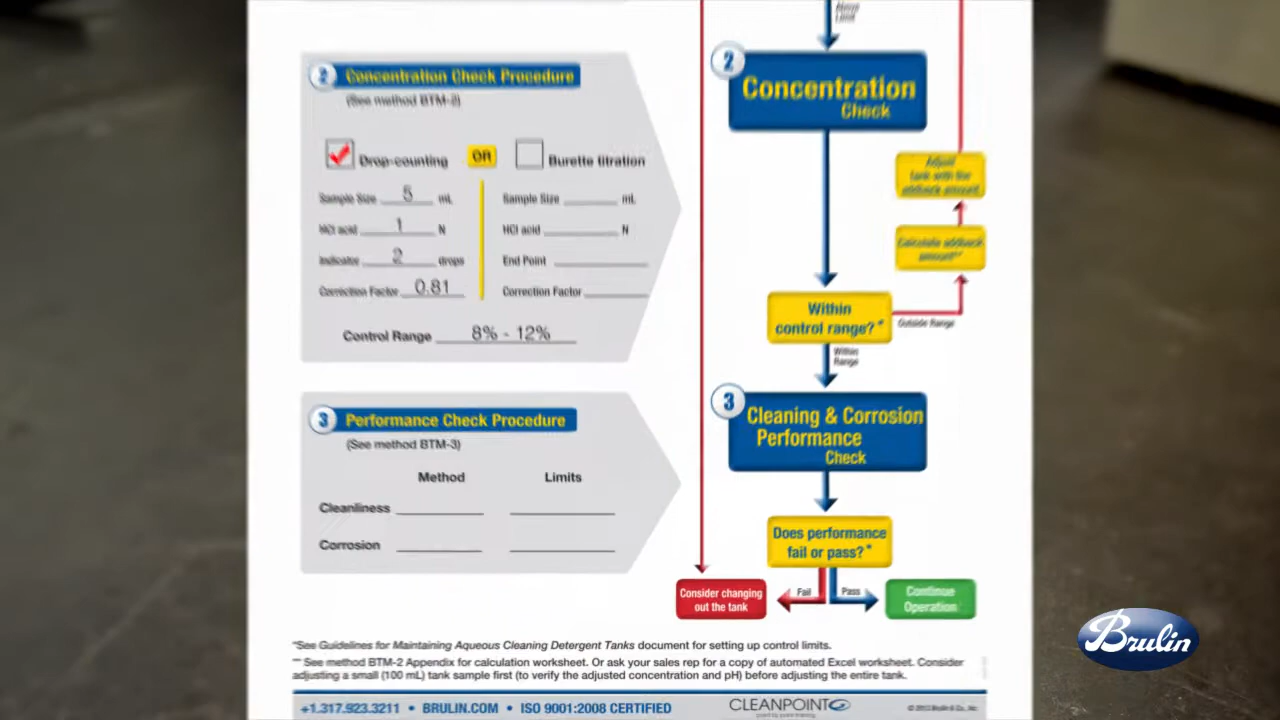 Above
Limit
2 Concentration Check Procedure
(See method BTM-2)
Drop-counting OR Burette titration
Sample Size 5 mL
HCl acid 1 N
Indicator 2 drops
Correction Factor 0.81
Sample Size mL
HCl acid N
End Point
Correction Factor
Control Range 8% - 12%
2
Concentration
Check
Adjust
tank with the
addback amount
Calculate addback
amount**
Within
control range?*
Outside Range
Within
Range
3 Performance Check Procedure
(See method BTM-3)
Method Limits
Cleanliness
Corrosion
3
Cleaning & Corrosion
Performance
Check
Does performance
fail or pass?*
Fail Pass
Consider changing
out the tank
Continue
Operation
*See Guidelines for Maintaining Aqueous Cleaning Detergent Tanks document for setting up control limits.
** See method BTM-2 Appendix for calculation worksheet. Or ask your sales rep for a copy of automated Excel worksheet. Consider
adjusting a small (100 mL) tank sample first (to verify the adjusted concentration and pH) before adjusting the entire tank.
+1.317.923.3211 • BRULIN.COM • ISO 9001:2008 CERTIFIED
CLEANPOINT
point by point training
Brulin